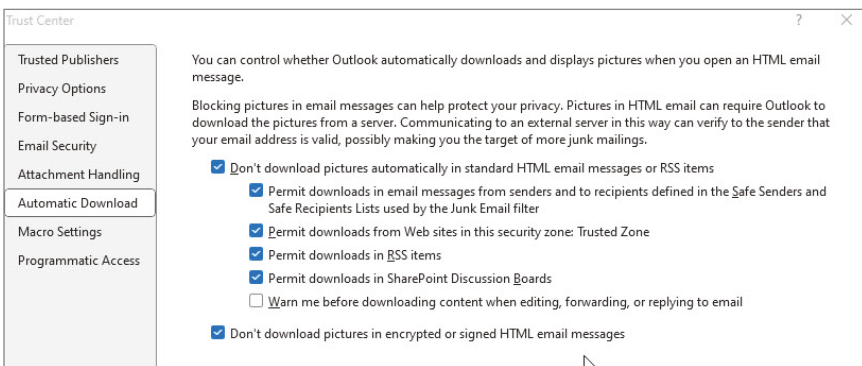 Trust Center
?
Trusted Publishers
Privacy Options
Form-based Sign-in
Email Security
Attachment Handling
Automatic Download
Macro Settings
Programmatic Access
You can control whether Outlook automatically downloads and displays pictures when you open an HTML email
message.
Blocking pictures in email messages can help protect your privacy. Pictures in HTML email can require Outlook to
download the pictures from a server. Communicating to an external server in this way can verify to the sender that
your email address is valid, possibly making you the target of more junk mailings.
Don't download pictures automatically in standard HTML email messages or RSS items
Permit downloads in email messages from senders and to recipients defined in the Safe Senders and
Safe Recipients Lists used by the Junk Email filter
Permit downloads from Web sites in this security zone: Trusted Zone
Permit downloads in RSS items
Permit downloads in SharePoint Discussion Boards
Warn me before downloading content when editing, forwarding, or replying to email
Don't download pictures in encrypted or signed HTML email messages